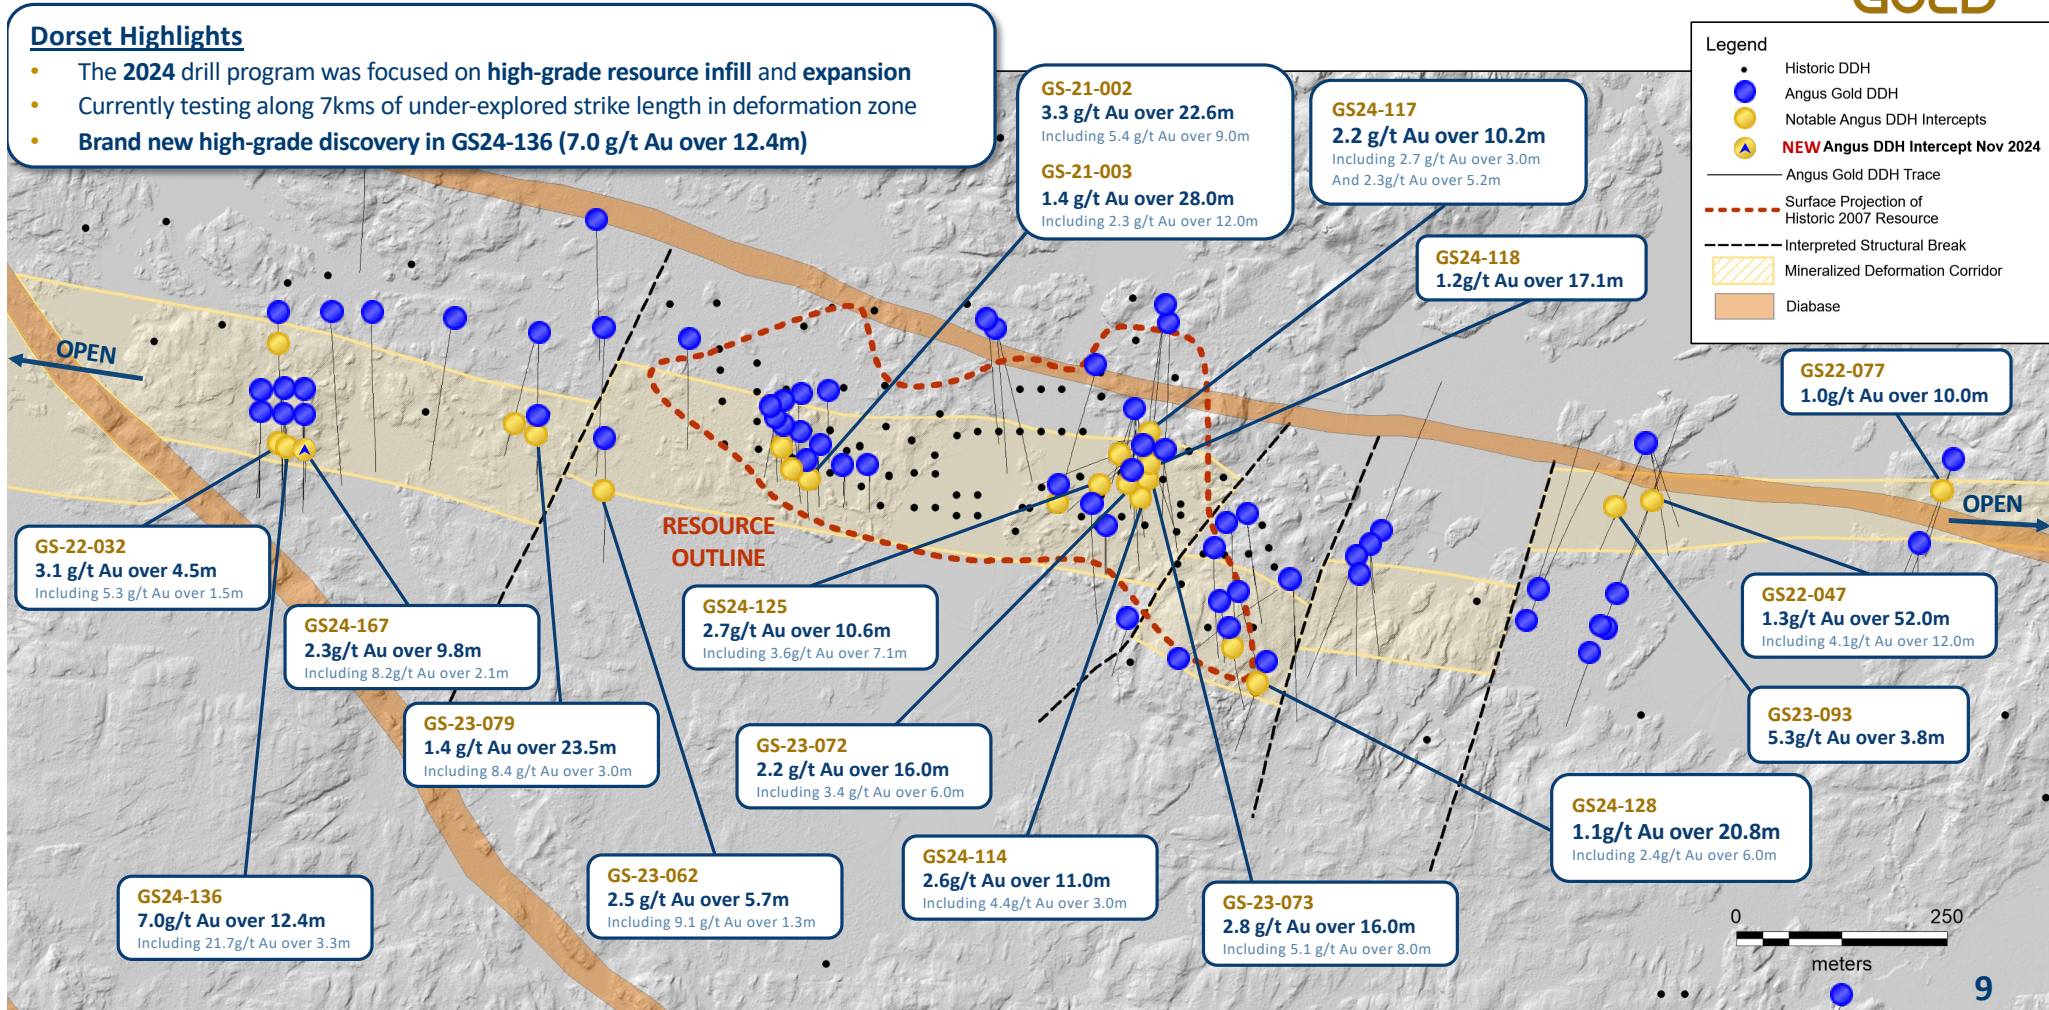 GOLD
Dorset Highlights
• The 2024 drill program was focused on high-grade resource infill and expansion
• Currently testing along 7kms of under-explored strike length in deformation zone
• Brand new high-grade discovery in GS24-136 (7.0 g/t Au over 12.4m)
Legend
Historic DDH
Angus Gold DDH
Notable Angus DDH Intercepts
NEW Angus DDH Intercept Nov 2024
Angus Gold DDH Trace
Surface Projection of
Historic 2007 Resource
Interpreted Structural Break
Mineralized Deformation Corridor
Diabase
GS-21-002
3.3 g/t Au over 22.6m
Including 5.4 g/t Au over 9.0m
GS-21-003
1.4 g/t Au over 28.0m
Including 2.3 g/t Au over 12.0m
GS24-117
2.2 g/t Au over 10.2m
Including 2.7 g/t Au over 3.0m
And 2.3g/t Au over 5.2m
GS24-118
1.2g/t Au over 17.1m
OPEN
GS22-077
1.0g/t Au over 10.0m
OPEN
RESOURCE
OUTLINE
GS-22-032
3.1 g/t Au over 4.5m
Including 5.3 g/t Au over 1.5m
GS24-167
2.3g/t Au over 9.8m
Including 8.2g/t Au over 2.1m
GS24-125
2.7g/t Au over 10.6m
Including 3.6g/t Au over 7.1m
GS22-047
1.3g/t Au over 52.0m
Including 4.1g/t Au over 12.0m
GS-23-079
1.4 g/t Au over 23.5m
Including 8.4 g/t Au over 3.0m
GS-23-072
2.2 g/t Au over 16.0m
Including 3.4 g/t Au over 6.0m
GS23-093
5.3g/t Au over 3.8m
GS24-128
1.1g/t Au over 20.8m
Including 2.4g/t Au over 6.0m
GS24-136
7.0g/t Au over 12.4m
Including 21.7g/t Au over 3.3m
GS-23-062
2.5 g/t Au over 5.7m
Including 9.1 g/t Au over 1.3m
GS24-114
2.6g/t Au over 11.0m
Including 4.4g/t Au over 3.0m
GS-23-073
2.8 g/t Au over 16.0m
Including 5.1 g/t Au over 8.0m
0 250
meters
9